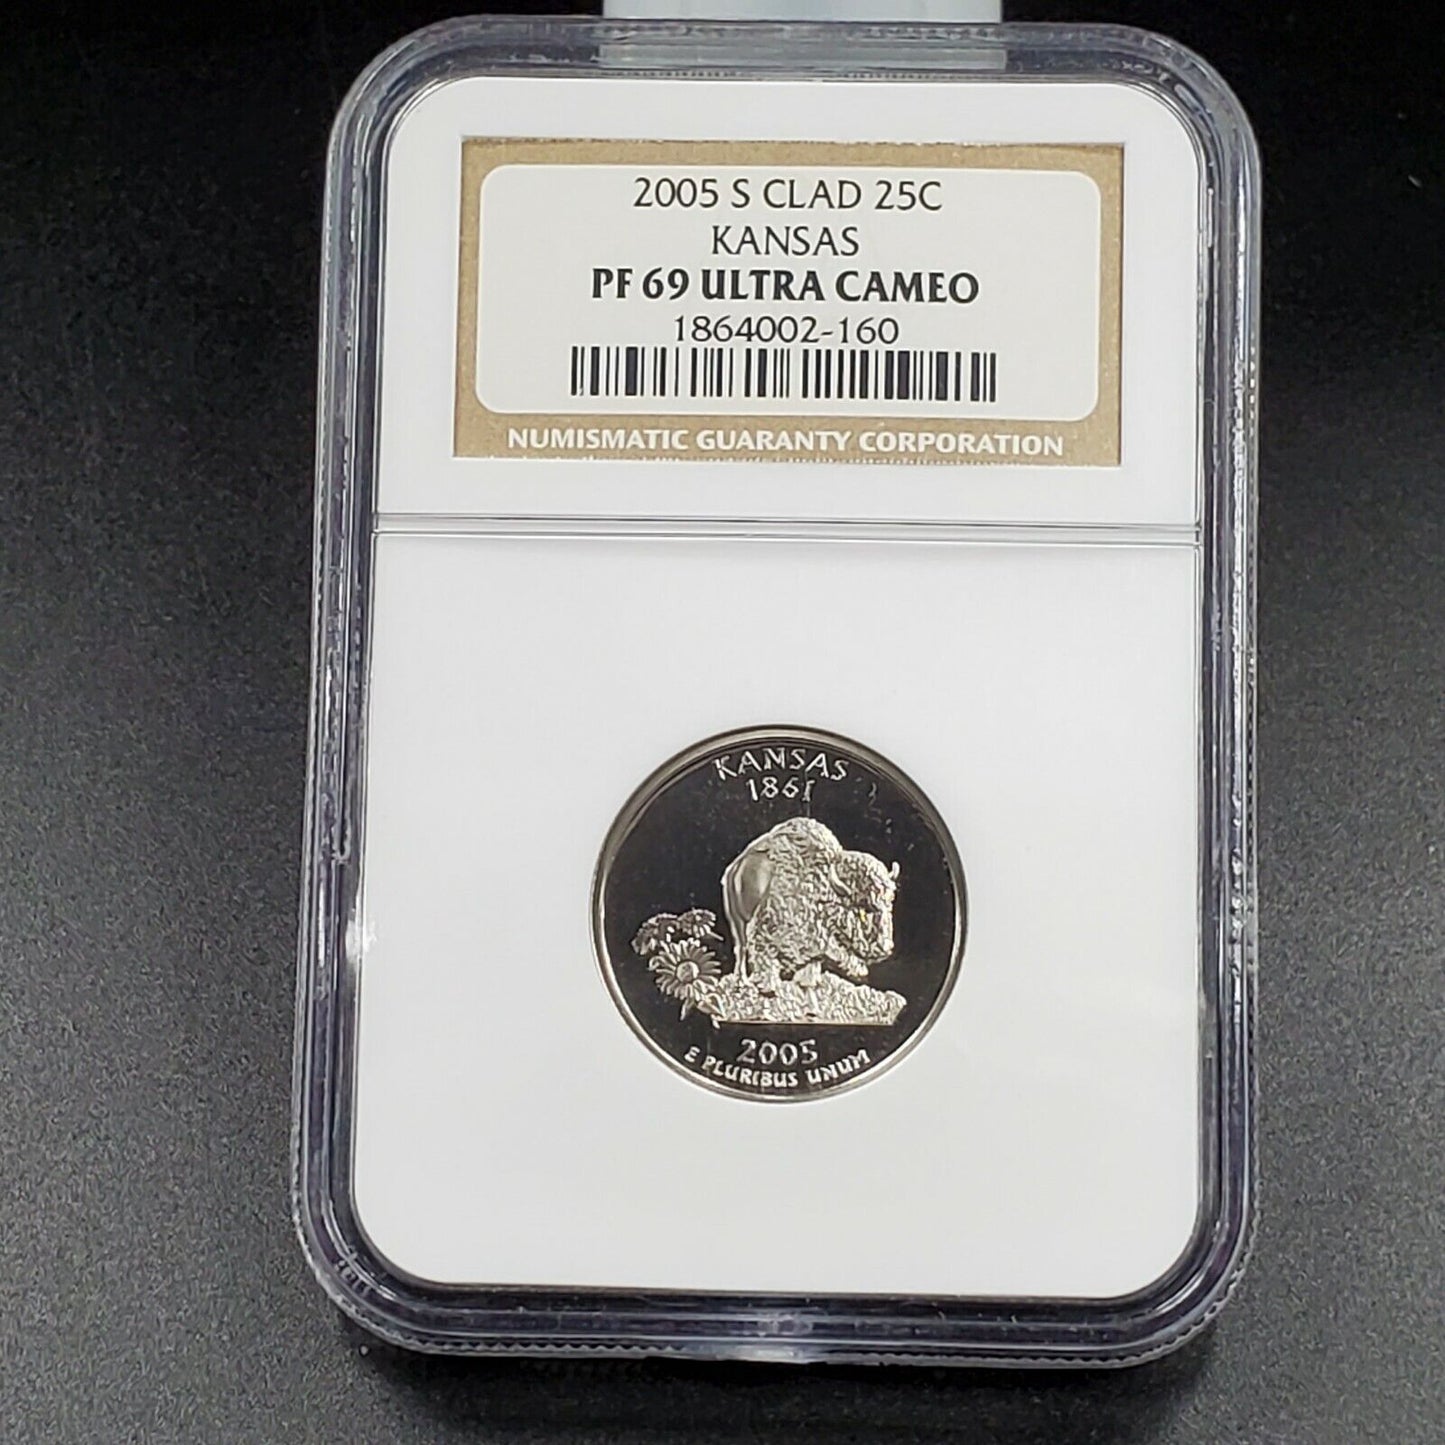 2005 S CLAD 25C
KANSAS
PF 69 ULTRA CAMEO
1864002-160
NUMISMATIC GUARANTY CORPORATION
KANSAS
1861
2005
E PLURIBUS UNUM